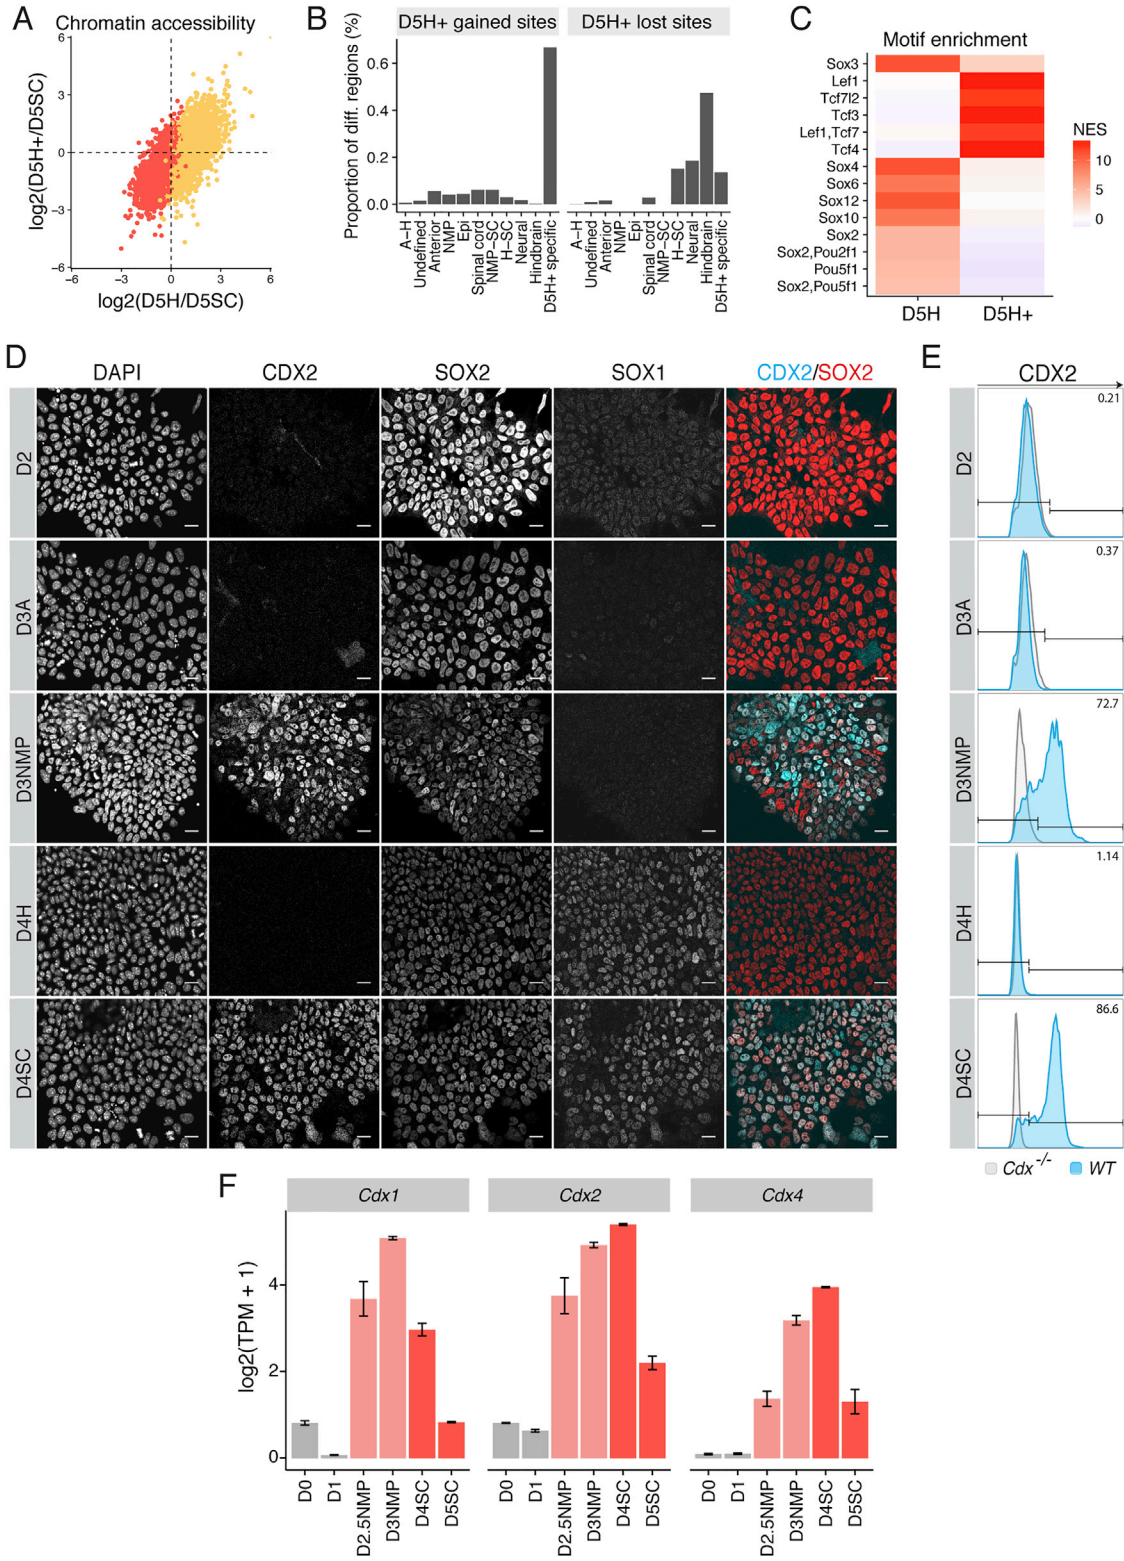 A
Chromatin accessibility
log2(D5H+/D5SC)
6
3
0
−3
−6
−6
−3
0
3
6
log2(D5H/D5SC)
B
D5H+ gained sites
D5H+ lost sites
Proportion of diff. regions (%)
0.6
0.4
0.2
0.0
A−H
Undefined
Anterior
NMP
Epi
Spinal cord
NMP−SC
H−SC
Neural
Hindbrain
D5H+ specific
A−H
Undefined
Anterior
NMP
Epi
Spinal cord
NMP−SC
H−SC
Neural
Hindbrain
D5H+ specific
C
Motif enrichment
Sox3
Lef1
Tcf7l2
Tcf3
Lef1,Tcf7
Tcf4
Sox4
Sox6
Sox12
Sox10
Sox2
Sox2,Pou2f1
Pou5f1
Sox2,Pou5f1
D5H
D5H+
NES
10
5
0
D
DAPI
CDX2
SOX2
SOX1
CDX2/SOX2
D2
D3A
D3NMP
D4H
D4SC
E
CDX2
D2
0.21
D3A
0.37
D3NMP
72.7
D4H
1.14
D4SC
86.6
Cdx -/-
WT
F
Cdx1
Cdx2
Cdx4
log2(TPM + 1)
4
2
0
D0
D1
D2.5NMP
D3NMP
D4SC
D5SC
D0
D1
D2.5NMP
D3NMP
D4SC
D5SC
D0
D1
D2.5NMP
D3NMP
D4SC
D5SC